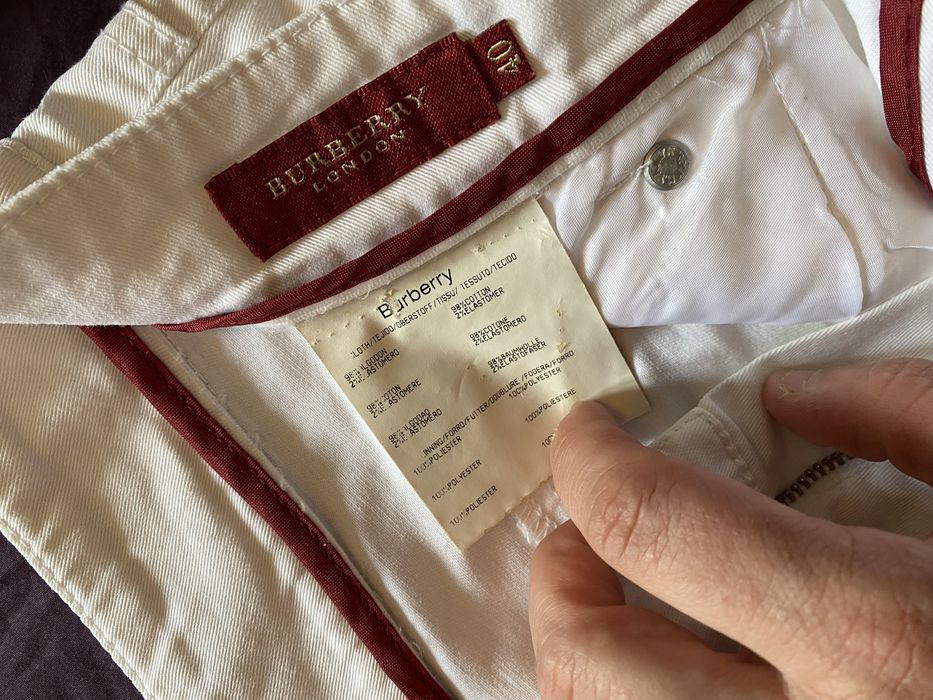 BURBERRY
LONDON
40
Burberry
LOTH/TEJIDO/OBERSTOFF/TISSU/ TESSUTO/TECIDO
98%ALGODON 98%COTTON
2%ELASTOMERO 2%ELASTOMER
98%COTON 98%COTONE
2%ELASTOMERE 2%ELASTOMERO
98%ALGODAO 98%BAUMWOLLE
2%ELASTOMERO 2%ELASTOFASER
INNING/FORRO/FUTTER/DOUBLURE /FODERA/FORRO
100%POLIESTER 100%POLYESTER
100%POLYESTER 100%POLIESTERE
100%POLIESTER